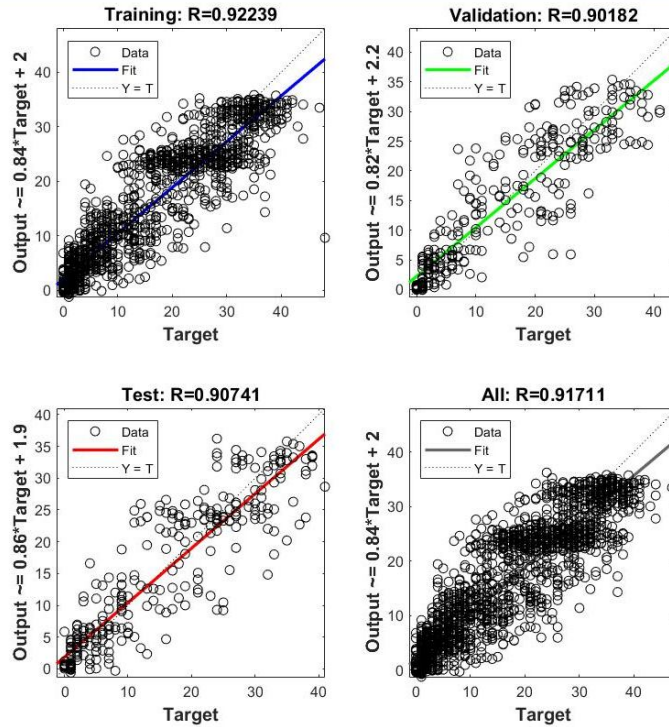 Training: R=0.92239
Output ~= 0.84*Target + 2
Data
Fit
Y = T
40
30
20
10
0
0 10 20 30 40
Target
Validation: R=0.90182
Output ~= 0.82*Target + 2.2
Data
Fit
Y = T
40
35
30
25
20
15
10
5
0
0 10 20 30 40
Target
Test: R=0.90741
Output ~= 0.86*Target + 1.9
Data
Fit
Y = T
40
35
30
25
20
15
10
5
0
0 10 20 30 40
Target
All: R=0.91711
Output ~= 0.84*Target + 2
Data
Fit
Y = T
40
30
20
10
0
0 10 20 30 40
Target